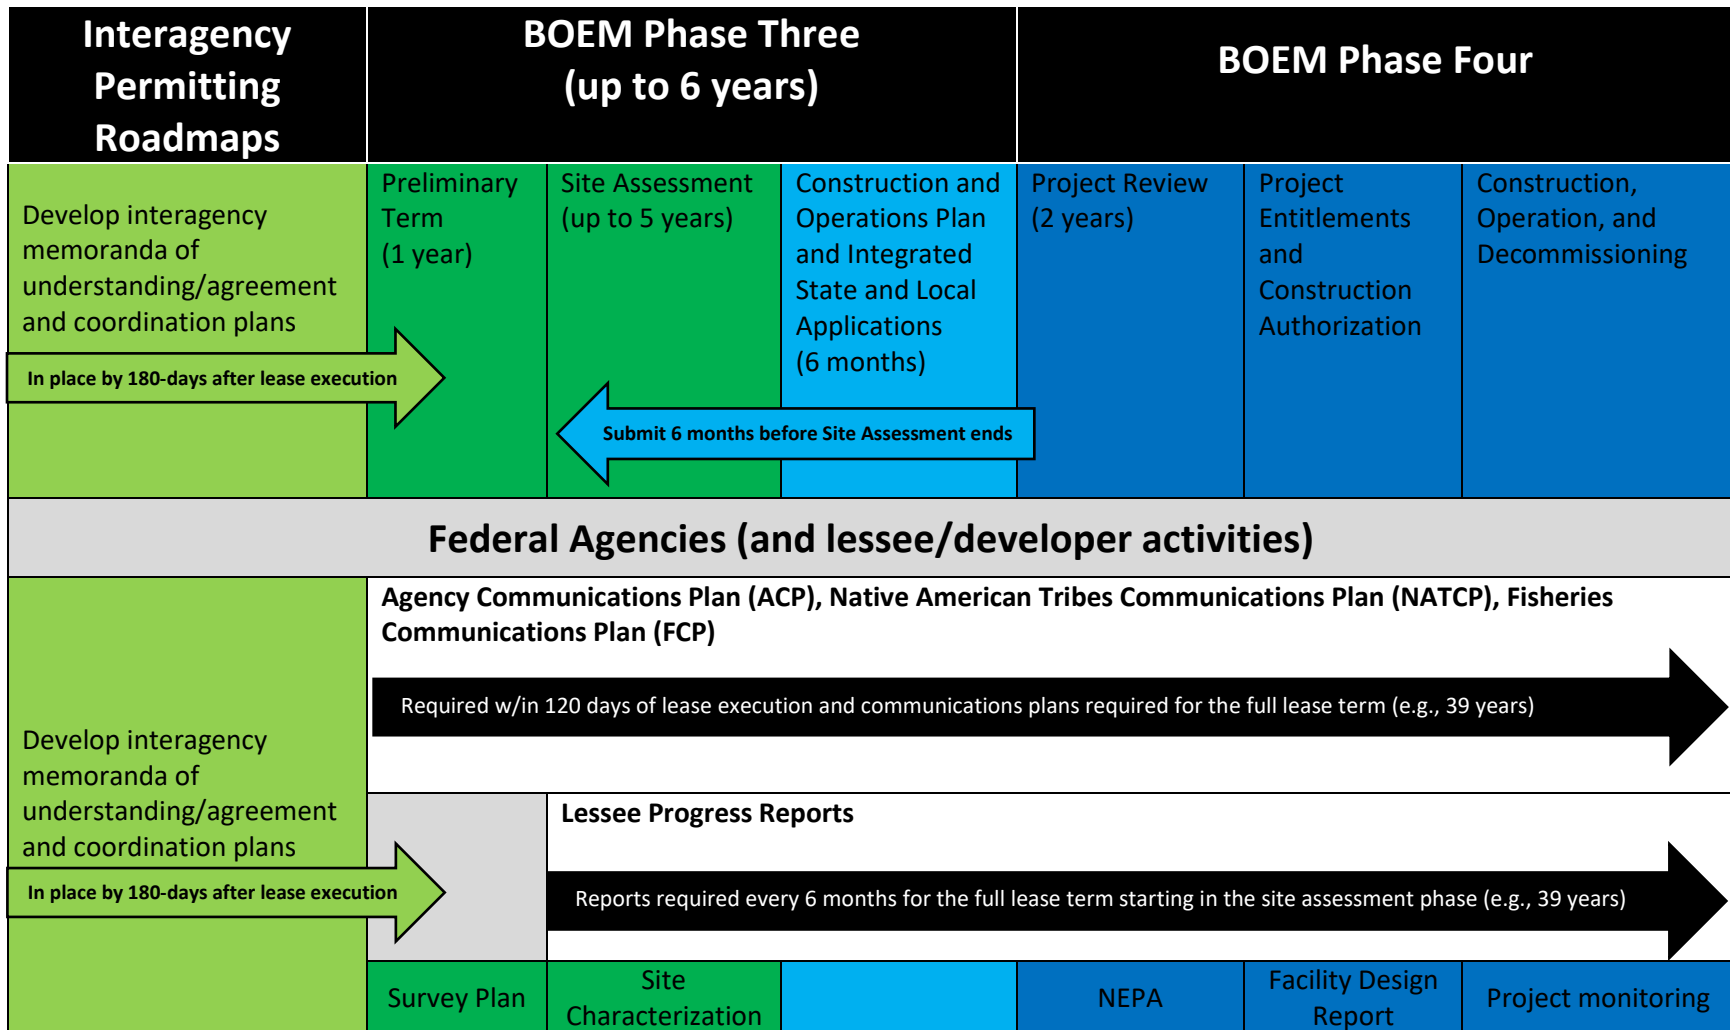 Interagency
Permitting
Roadmaps
BOEM Phase Three
(up to 6 years)
BOEM Phase Four
Develop interagency
memoranda of
understanding/agreement
and coordination plans
In place by 180-days after lease execution
Preliminary
Term
(1 year)
Site Assessment
(up to 5 years)
Construction and
Operations Plan
and Integrated
State and Local
Applications
(6 months)
Submit 6 months before Site Assessment ends
Project Review
(2 years)
Project
Entitlements
and
Construction
Authorization
Construction,
Operation, and
Decommissioning
Federal Agencies (and lessee/developer activities)
Develop interagency
memoranda of
understanding/agreement
and coordination plans
In place by 180-days after lease execution
Agency Communications Plan (ACP), Native American Tribes Communications Plan (NATCP), Fisheries
Communications Plan (FCP)
Required w/in 120 days of lease execution and communications plans required for the full lease term (e.g., 39 years)
Lessee Progress Reports
Reports required every 6 months for the full lease term starting in the site assessment phase (e.g., 39 years)
Survey Plan
Site
Characterization
NEPA
Facility Design
Report
Project monitoring